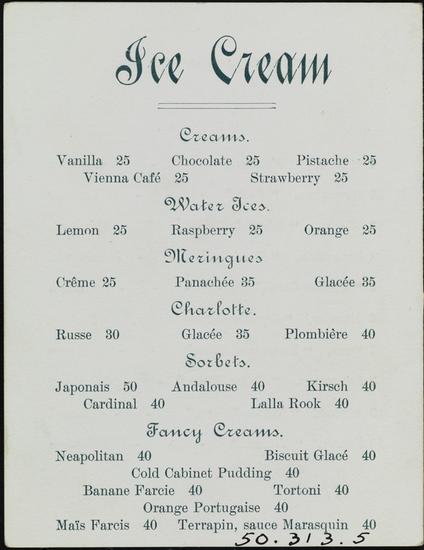 Ice Cream
Creams.
Vanilla 25 Chocolate 25 Pistache 25
Vienna Café 25 Strawberry 25
Water Ices.
Lemon 25 Raspberry 25 Orange 25
Meringues
Crême 25 Panachée 35 Glacée 35
Charlotte.
Russe 30 Glacée 35 Plombière 40
Sorbets.
Japonais 50 Andalouse 40 Kirsch 40
Cardinal 40 Lalla Rook 40
Fancy Creams.
Neapolitan 40 Biscuit Glacé 40
Cold Cabinet Pudding 40
Banane Farcie 40 Tortoni 40
Orange Portugaise 40
Maïs Farcis 40 Terrapin, sauce Marasquin 40
50.313.5